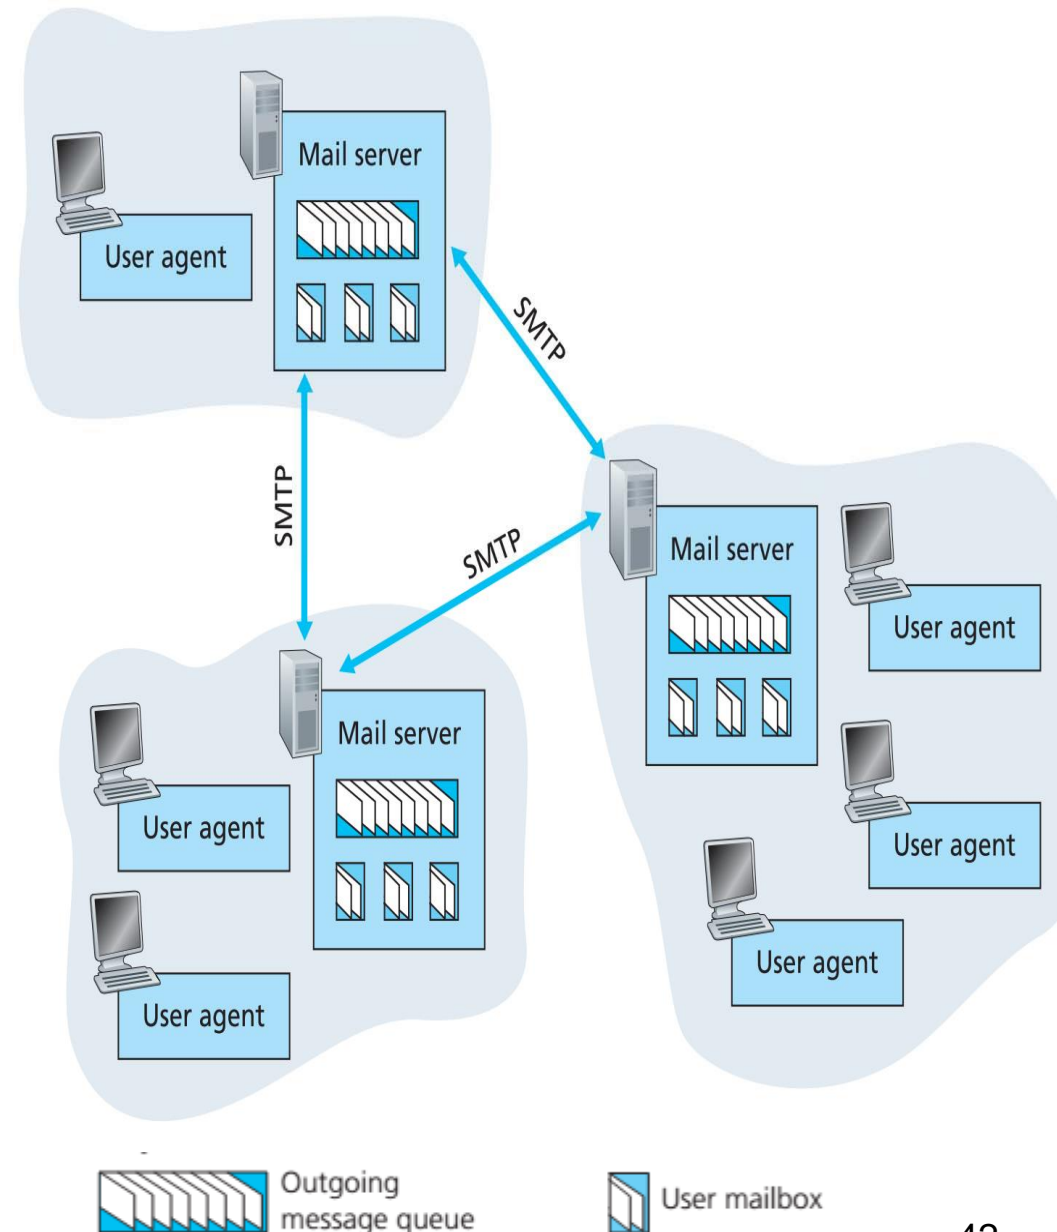 Mail server
User agent
SMTP
SMTP
SMTP
Mail server
User agent
Mail server
User agent
User agent
User agent
User agent
Outgoing
message queue
User mailbox